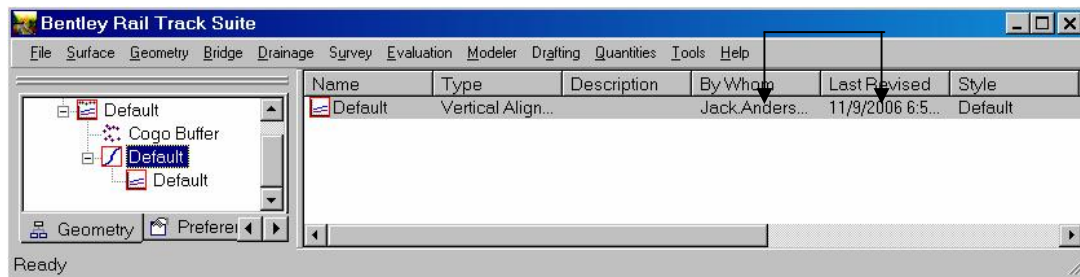 Bentley Rail Track Suite
File Surface Geometry Bridge Drainage Survey Evaluation Modeler Drafting Quantities Tools Help
Name Type Description By Whom Last Revised Style
Default Vertical Align... Jack.Anders... 11/9/2006 6:5... Default
Default
Cogo Buffer
Default
Default
Geometry Preferer
Ready